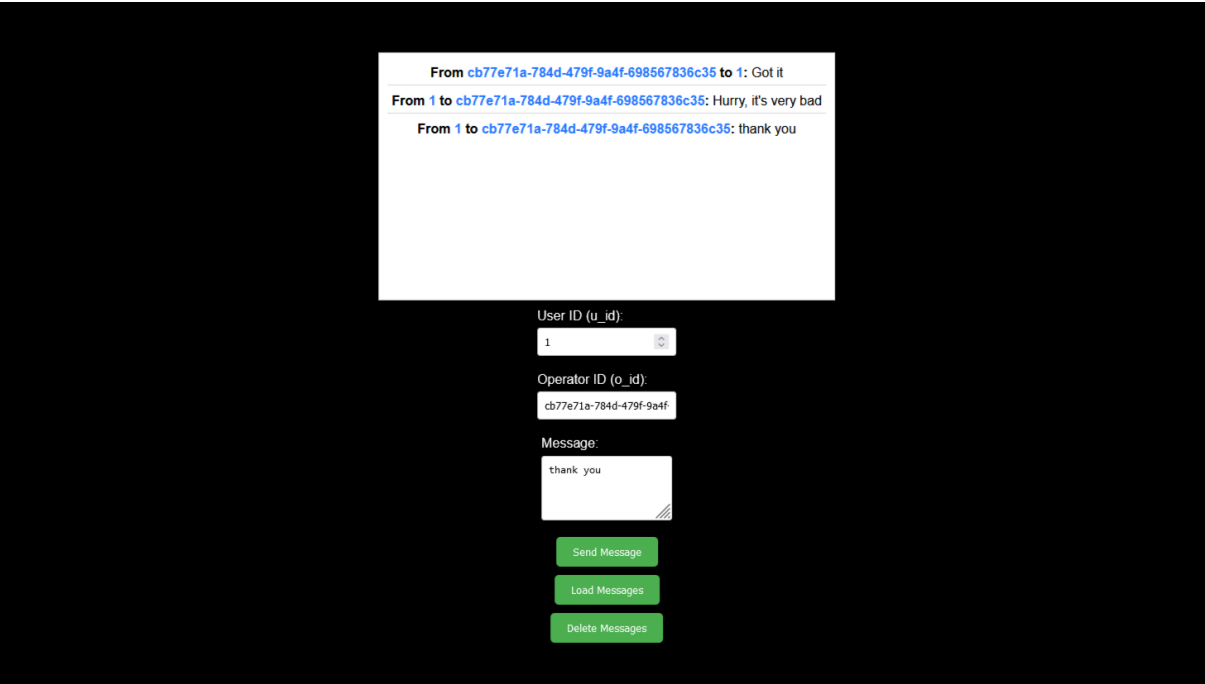 From cb77e71a-784d-479f-9a4f-698567836c35 to 1: Got it
From 1 to cb77e71a-784d-479f-9a4f-698567836c35: Hurry, it's very bad
From 1 to cb77e71a-784d-479f-9a4f-698567836c35: thank you
User ID (u_id):
1
Operator ID (o_id):
cb77e71a-784d-479f-9a4f-
Message:
thank you
Send Message
Load Messages
Delete Messages